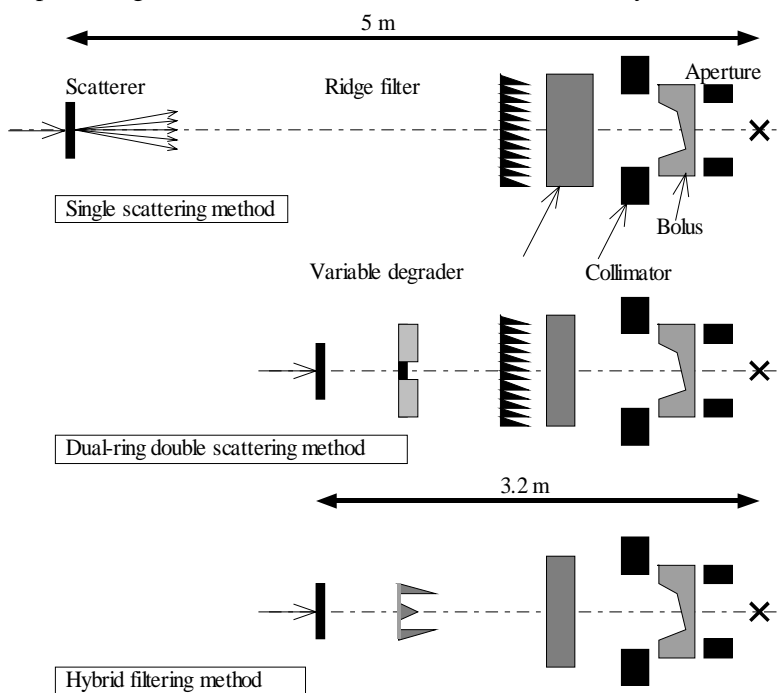 5 m
Scatterer
Ridge filter
Aperture
Single scattering method
Bolus
Variable degrader
Collimator
Dual-ring double scattering method
3.2 m
Hybrid filtering method